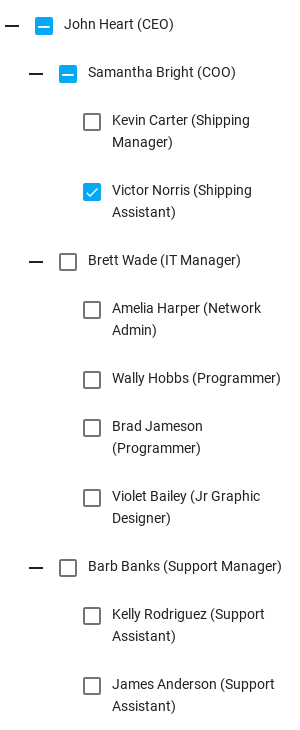 John Heart (CEO)
Samantha Bright (COO)
Kevin Carter (Shipping
Manager)
Victor Norris (Shipping
Assistant)
Brett Wade (IT Manager)
Amelia Harper (Network
Admin)
Wally Hobbs (Programmer)
Brad Jameson
(Programmer)
Violet Bailey (Jr Graphic
Designer)
Barb Banks (Support Manager)
Kelly Rodriguez (Support
Assistant)
James Anderson (Support
Assistant)